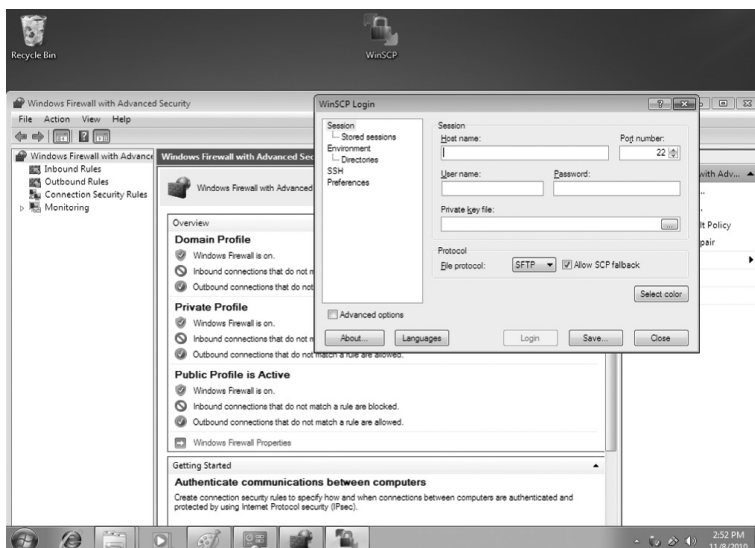 Recycle Bin
WinSCP
Windows Firewall with Advanced Security
File Action View Help
Windows Firewall with Advance
Inbound Rules
Outbound Rules
Connection Security Rules
Monitoring
Windows Firewall with Advanced Sec
Windows Firewall with Advanced
Overview
Domain Profile
Windows Firewall is on.
Inbound connections that do not m
Outbound connections that do not
Private Profile
Windows Firewall is on.
Inbound connections that do not m
Outbound connections that do not match a rule are allowed.
Public Profile is Active
Windows Firewall is on.
Inbound connections that do not match a rule are blocked.
Outbound connections that do not match a rule are allowed.
Windows Firewall Properties
Getting Started
Authenticate communications between computers
Create connection security rules to specify how and when connections between computers are authenticated and
protected by using Internet Protocol security (IPsec).
with Adv...
lt Policy
pair
WinSCP Login
Session
Stored sessions
Environment
Directories
SSH
Preferences
Advanced options
Session
Host name:
Port number:
22
User name:
Password:
Private key file:
Protocol
File protocol:
SFTP
Allow SCP fallback
Select color
About...
Languages
Login
Save...
Close
2:52 PM
11/8/2010